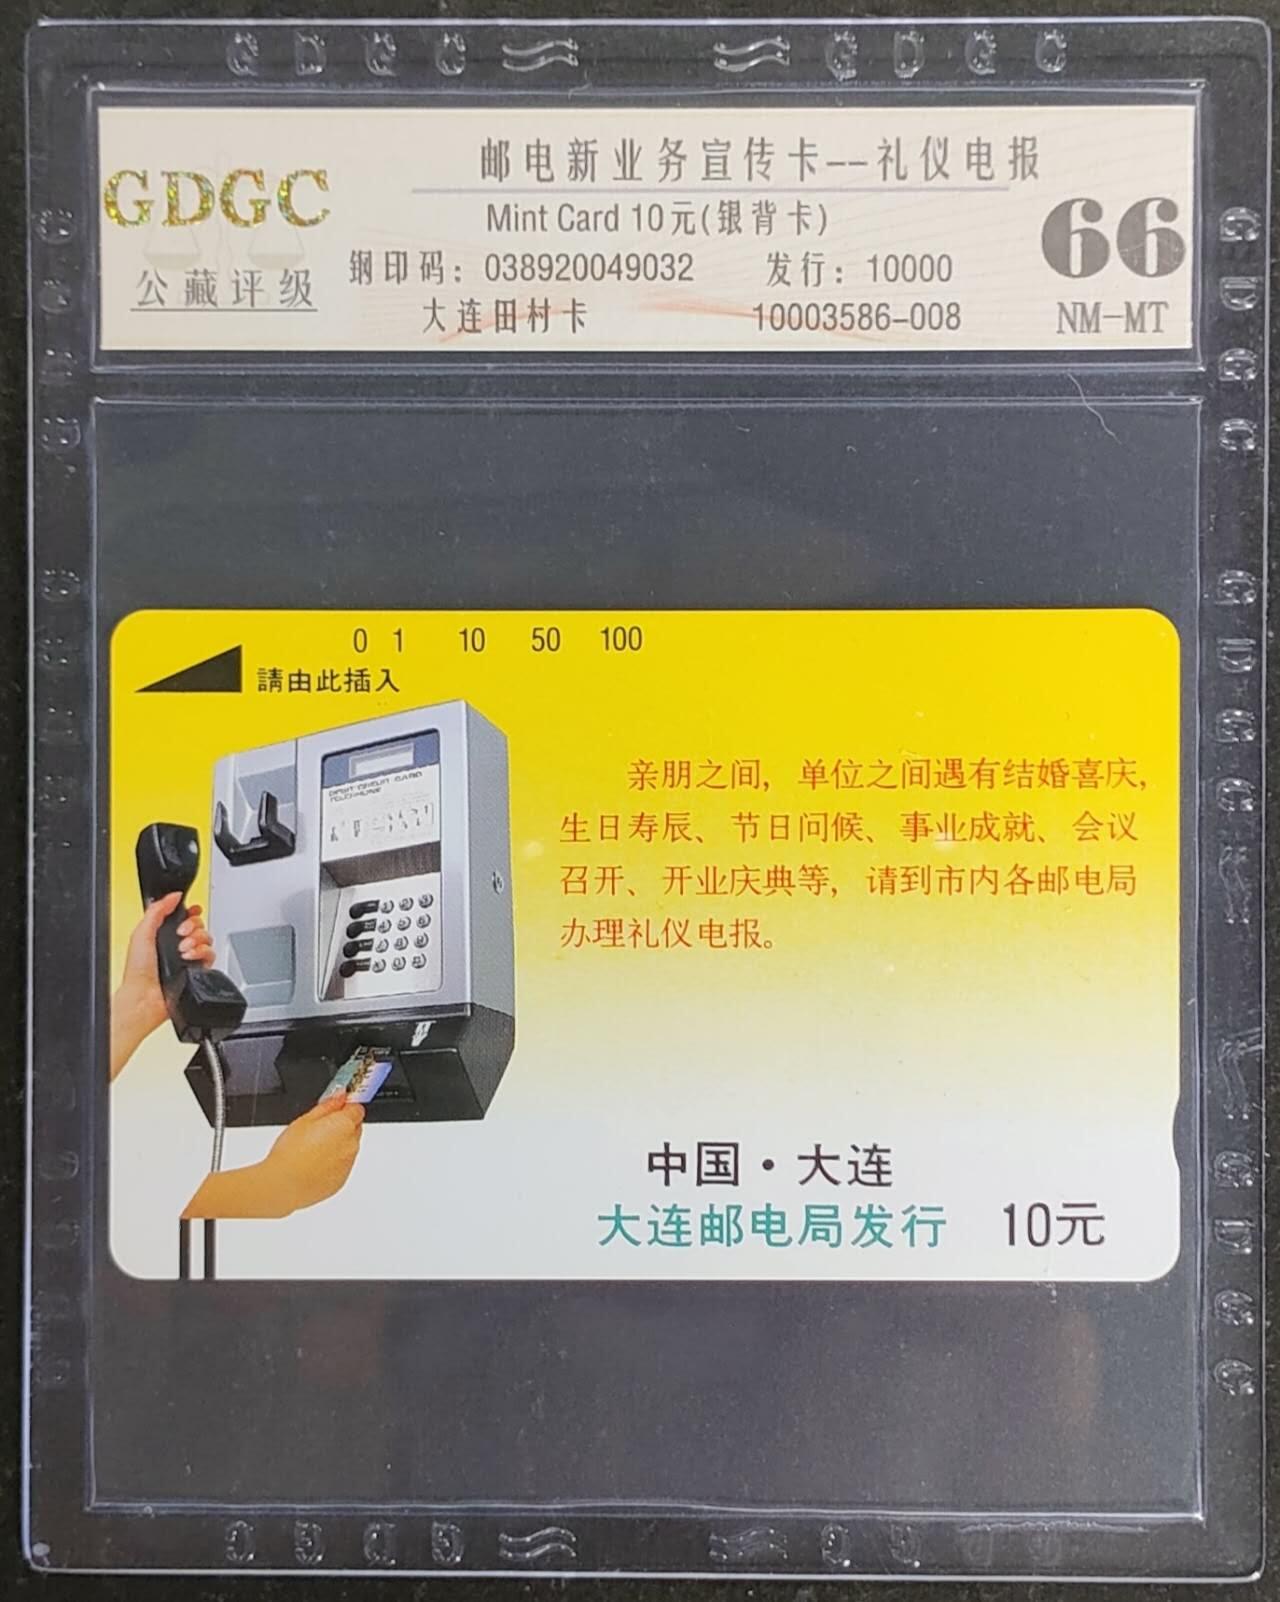 邮电新业务宣传卡--礼仪电报
GDGC
公藏评级
Mint Card 10元(银背卡)
钢印码：038920049032 发行：10000
大连田村卡 10003586-008
66
NM-MT
0 1 10 50 100
請由此插入
亲朋之间，单位之间遇有结婚喜庆，
生日寿辰、节日问候、事业成就、会议
召开、开业庆典等，请到市内各邮电局
办理礼仪电报。
中国·大连
大连邮电局发行 10元